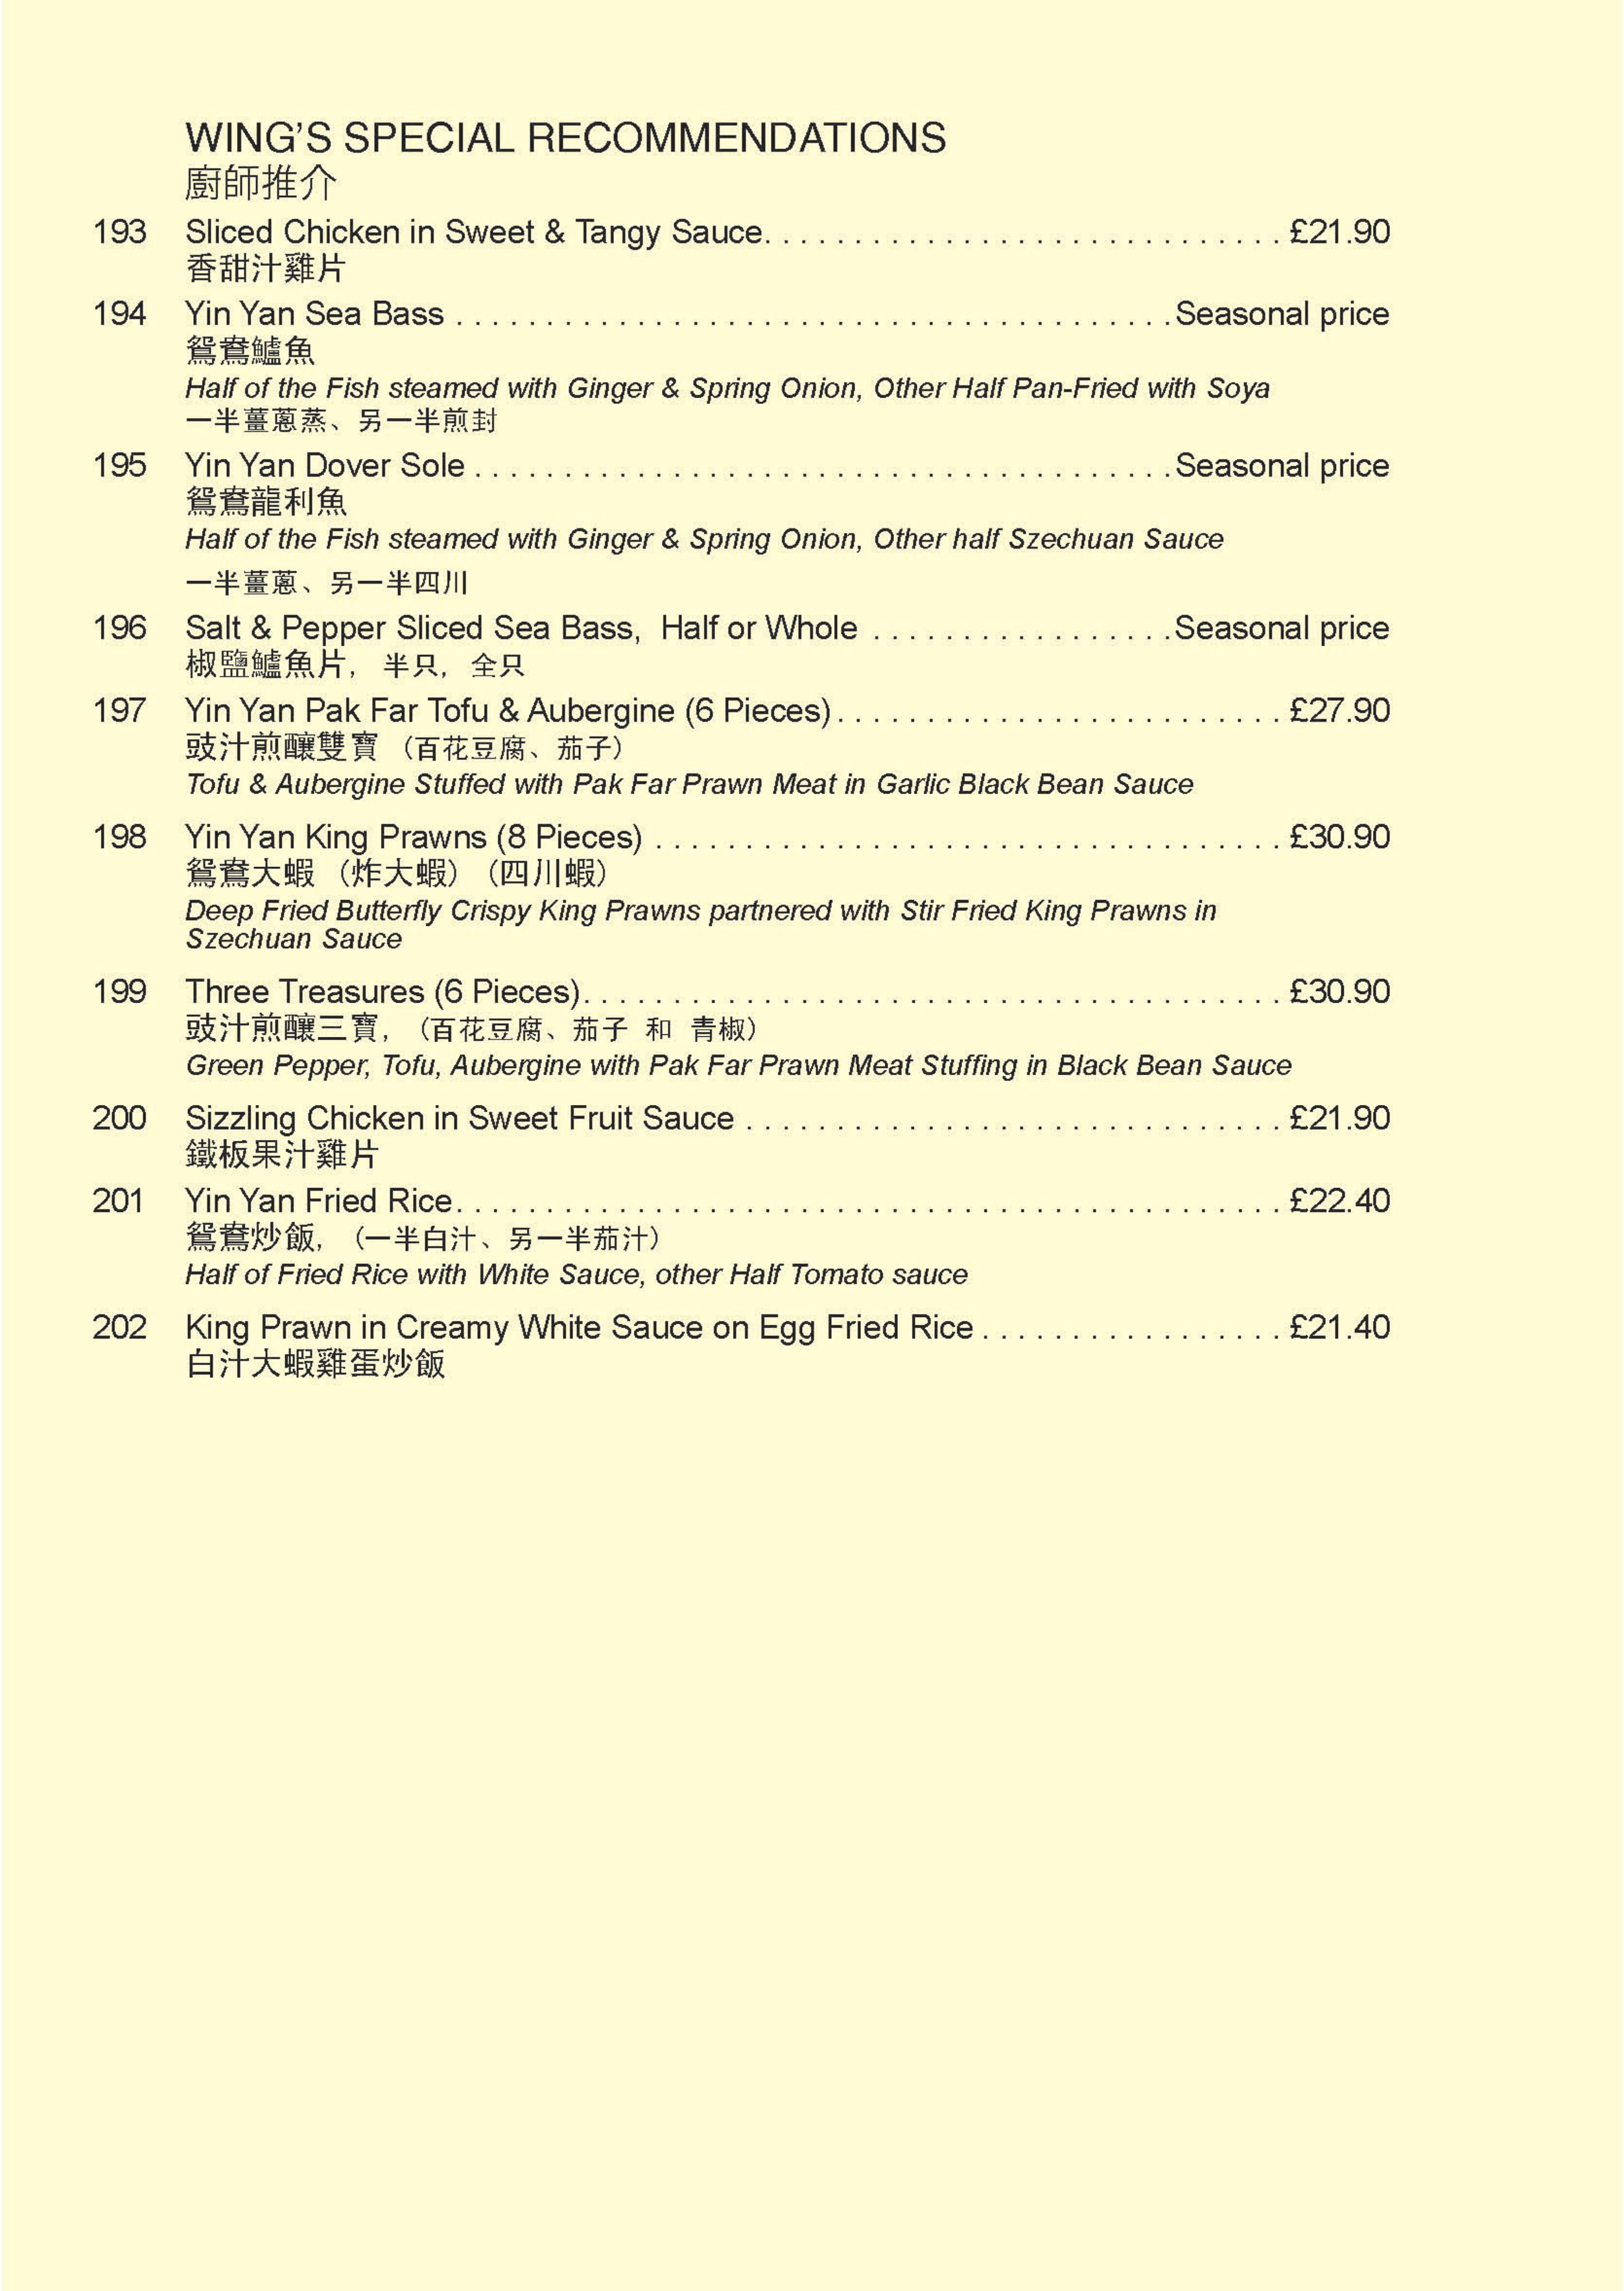 WING'S SPECIAL RECOMMENDATIONS
廚師推介
193 Sliced Chicken in Sweet & Tangy Sauce. . . . . . . . . . . . . . . . . . . . . . . . . . . . . £21.90
香甜汁雞片
194 Yin Yan Sea Bass . . . . . . . . . . . . . . . . . . . . . . . . . . . . . . . . . . . . . . . .Seasonal price
鴛鴦鱸魚
Half of the Fish steamed with Ginger & Spring Onion, Other Half Pan-Fried with Soya
一半薑蔥蒸、另一半煎封
195 Yin Yan Dover Sole . . . . . . . . . . . . . . . . . . . . . . . . . . . . . . . . . . . . . . .Seasonal price
鴛鴦龍利魚
Half of the Fish steamed with Ginger & Spring Onion, Other half Szechuan Sauce
一半薑蔥、另一半四川
196 Salt & Pepper Sliced Sea Bass, Half or Whole . . . . . . . . . . . . . . . . .Seasonal price
椒鹽鱸魚片, 半只, 全只
197 Yin Yan Pak Far Tofu & Aubergine (6 Pieces). . . . . . . . . . . . . . . . . . . . . . . . . £27.90
豉汁煎釀雙寶 (百花豆腐、茄子)
Tofu & Aubergine Stuffed with Pak Far Prawn Meat in Garlic Black Bean Sauce
198 Yin Yan King Prawns (8 Pieces) . . . . . . . . . . . . . . . . . . . . . . . . . . . . . . . . . . . £30.90
鴛鴦大蝦 (炸大蝦) (四川蝦)
Deep Fried Butterfly Crispy King Prawns partnered with Stir Fried King Prawns in
Szechuan Sauce
199 Three Treasures (6 Pieces). . . . . . . . . . . . . . . . . . . . . . . . . . . . . . . . . . . . . . . £30.90
豉汁煎釀三寶, (百花豆腐、茄子 和 青椒)
Green Pepper, Tofu, Aubergine with Pak Far Prawn Meat Stuffing in Black Bean Sauce
200 Sizzling Chicken in Sweet Fruit Sauce . . . . . . . . . . . . . . . . . . . . . . . . . . . . . . £21.90
鐵板果汁雞片
201 Yin Yan Fried Rice. . . . . . . . . . . . . . . . . . . . . . . . . . . . . . . . . . . . . . . . . . . . . . £22.40
鴛鴦炒飯, (一半白汁、另一半茄汁)
Half of Fried Rice with White Sauce, other Half Tomato sauce
202 King Prawn in Creamy White Sauce on Egg Fried Rice . . . . . . . . . . . . . . . . . £21.40
白汁大蝦雞蛋炒飯